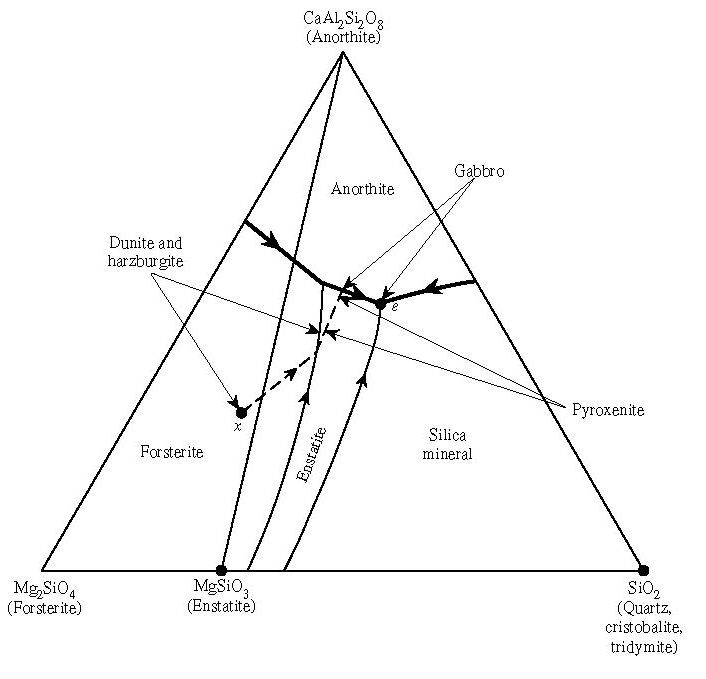 CaAl₂Si₂O₈
(Anorthite)
Gabbro
Anorthite
Dunite and
harzburgite
e
x
Pyroxenite
Forsterite
Enstatite
Silica
mineral
Mg₂SiO₄
(Forsterite)
MgSiO₃
(Enstatite)
SiO₂
(Quartz,
cristobalite,
tridymite)